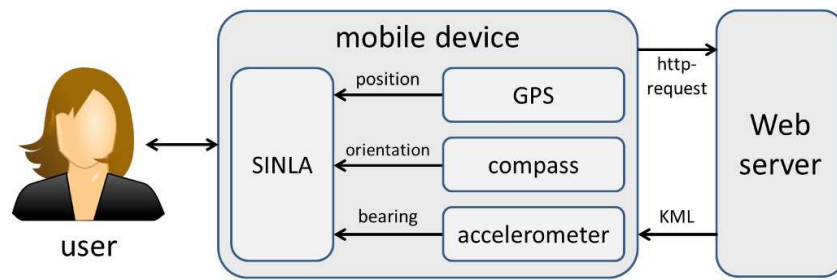 mobile device
position
GPS
http-
request
SINLA
orientation
compass
Web
server
bearing
accelerometer
KML
user